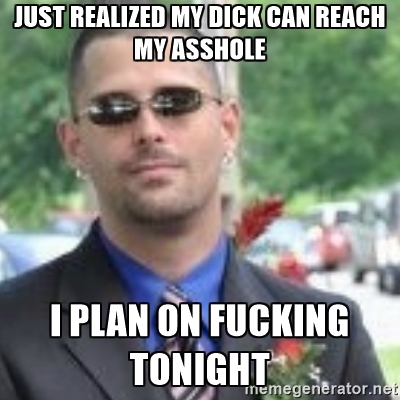 JUST REALIZED MY DICK CAN REACH
MY ASSHOLE
I PLAN ON FUCKING
TONIGHT
memegenerator.net